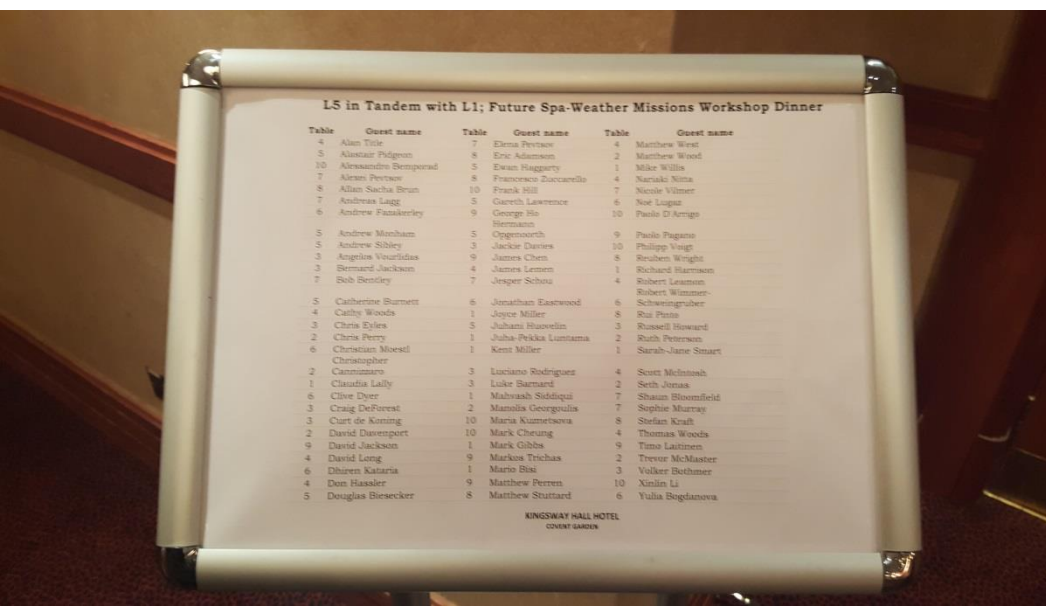 L5 in Tandem with L1; Future Spa-Weather Missions Workshop Dinner
Table Guest name Table Guest name Table Guest name
4 Alan Title 7 Elena Pevtsov 4 Matthew West
5 Alastair Pidgeon 8 Eric Adamson 2 Matthew Wood
10 Alessandro Bemporad 5 Ewan Haggarty 1 Mike Willis
7 Alexei Pevtsov 8 Francesco Zuccarello 4 Nariaki Nitta
8 Allan Sacha Brun 10 Frank Hill 7 Nicole Vilmer
7 Andreas Lagg 5 Gareth Lawrence 6 Noé Lugaz
6 Andrew Fazakerley 9 George Ho 10 Paolo D'Arrigo
Hermann
5 Andrew Monham 5 Opgenoorth 9 Paolo Pagano
5 Andrew Sibley 3 Jackie Davies 10 Philipp Voigt
3 Angelos Vourlidas 9 James Chen 8 Reuben Wright
3 Bernard Jackson 4 James Lemen 1 Richard Harrison
7 Bob Bentley 7 Jesper Schou 4 Robert Leamon
Robert Wimmer-
5 Catherine Burnett 6 Jonathan Eastwood 6 Schweingruber
4 Cathy Woods 1 Joyce Miller 8 Rui Pinto
3 Chris Eyles 5 Juhani Huovelin 3 Russell Howard
2 Chris Perry 1 Juha-Pekka Luntama 2 Ruth Peterson
6 Christian Moestl 1 Kent Miller 1 Sarah-Jane Smart
Christopher
2 Cannizzaro 3 Luciano Rodriguez 4 Scott McIntosh
1 Claudia Lally 3 Luke Barnard 2 Seth Jonas
6 Clive Dyer 1 Mahvash Siddiqui 7 Shaun Bloomfield
3 Craig DeForest 2 Manolis Georgoulis 7 Sophie Murray
3 Curt de Koning 10 Maria Kuznetsova 8 Stefan Kraft
2 David Davenport 10 Mark Cheung 4 Thomas Woods
9 David Jackson 1 Mark Gibbs 9 Timo Laitinen
4 David Long 9 Markos Trichas 2 Trevor McMaster
6 Dhiren Kataria 1 Mario Bisi 3 Volker Bothmer
4 Don Hassler 9 Matthew Perren 10 Xinlin Li
5 Douglas Biesecker 8 Matthew Stuttard 6 Yulia Bogdanova
KINGSWAY HALL HOTEL
COVENT GARDEN